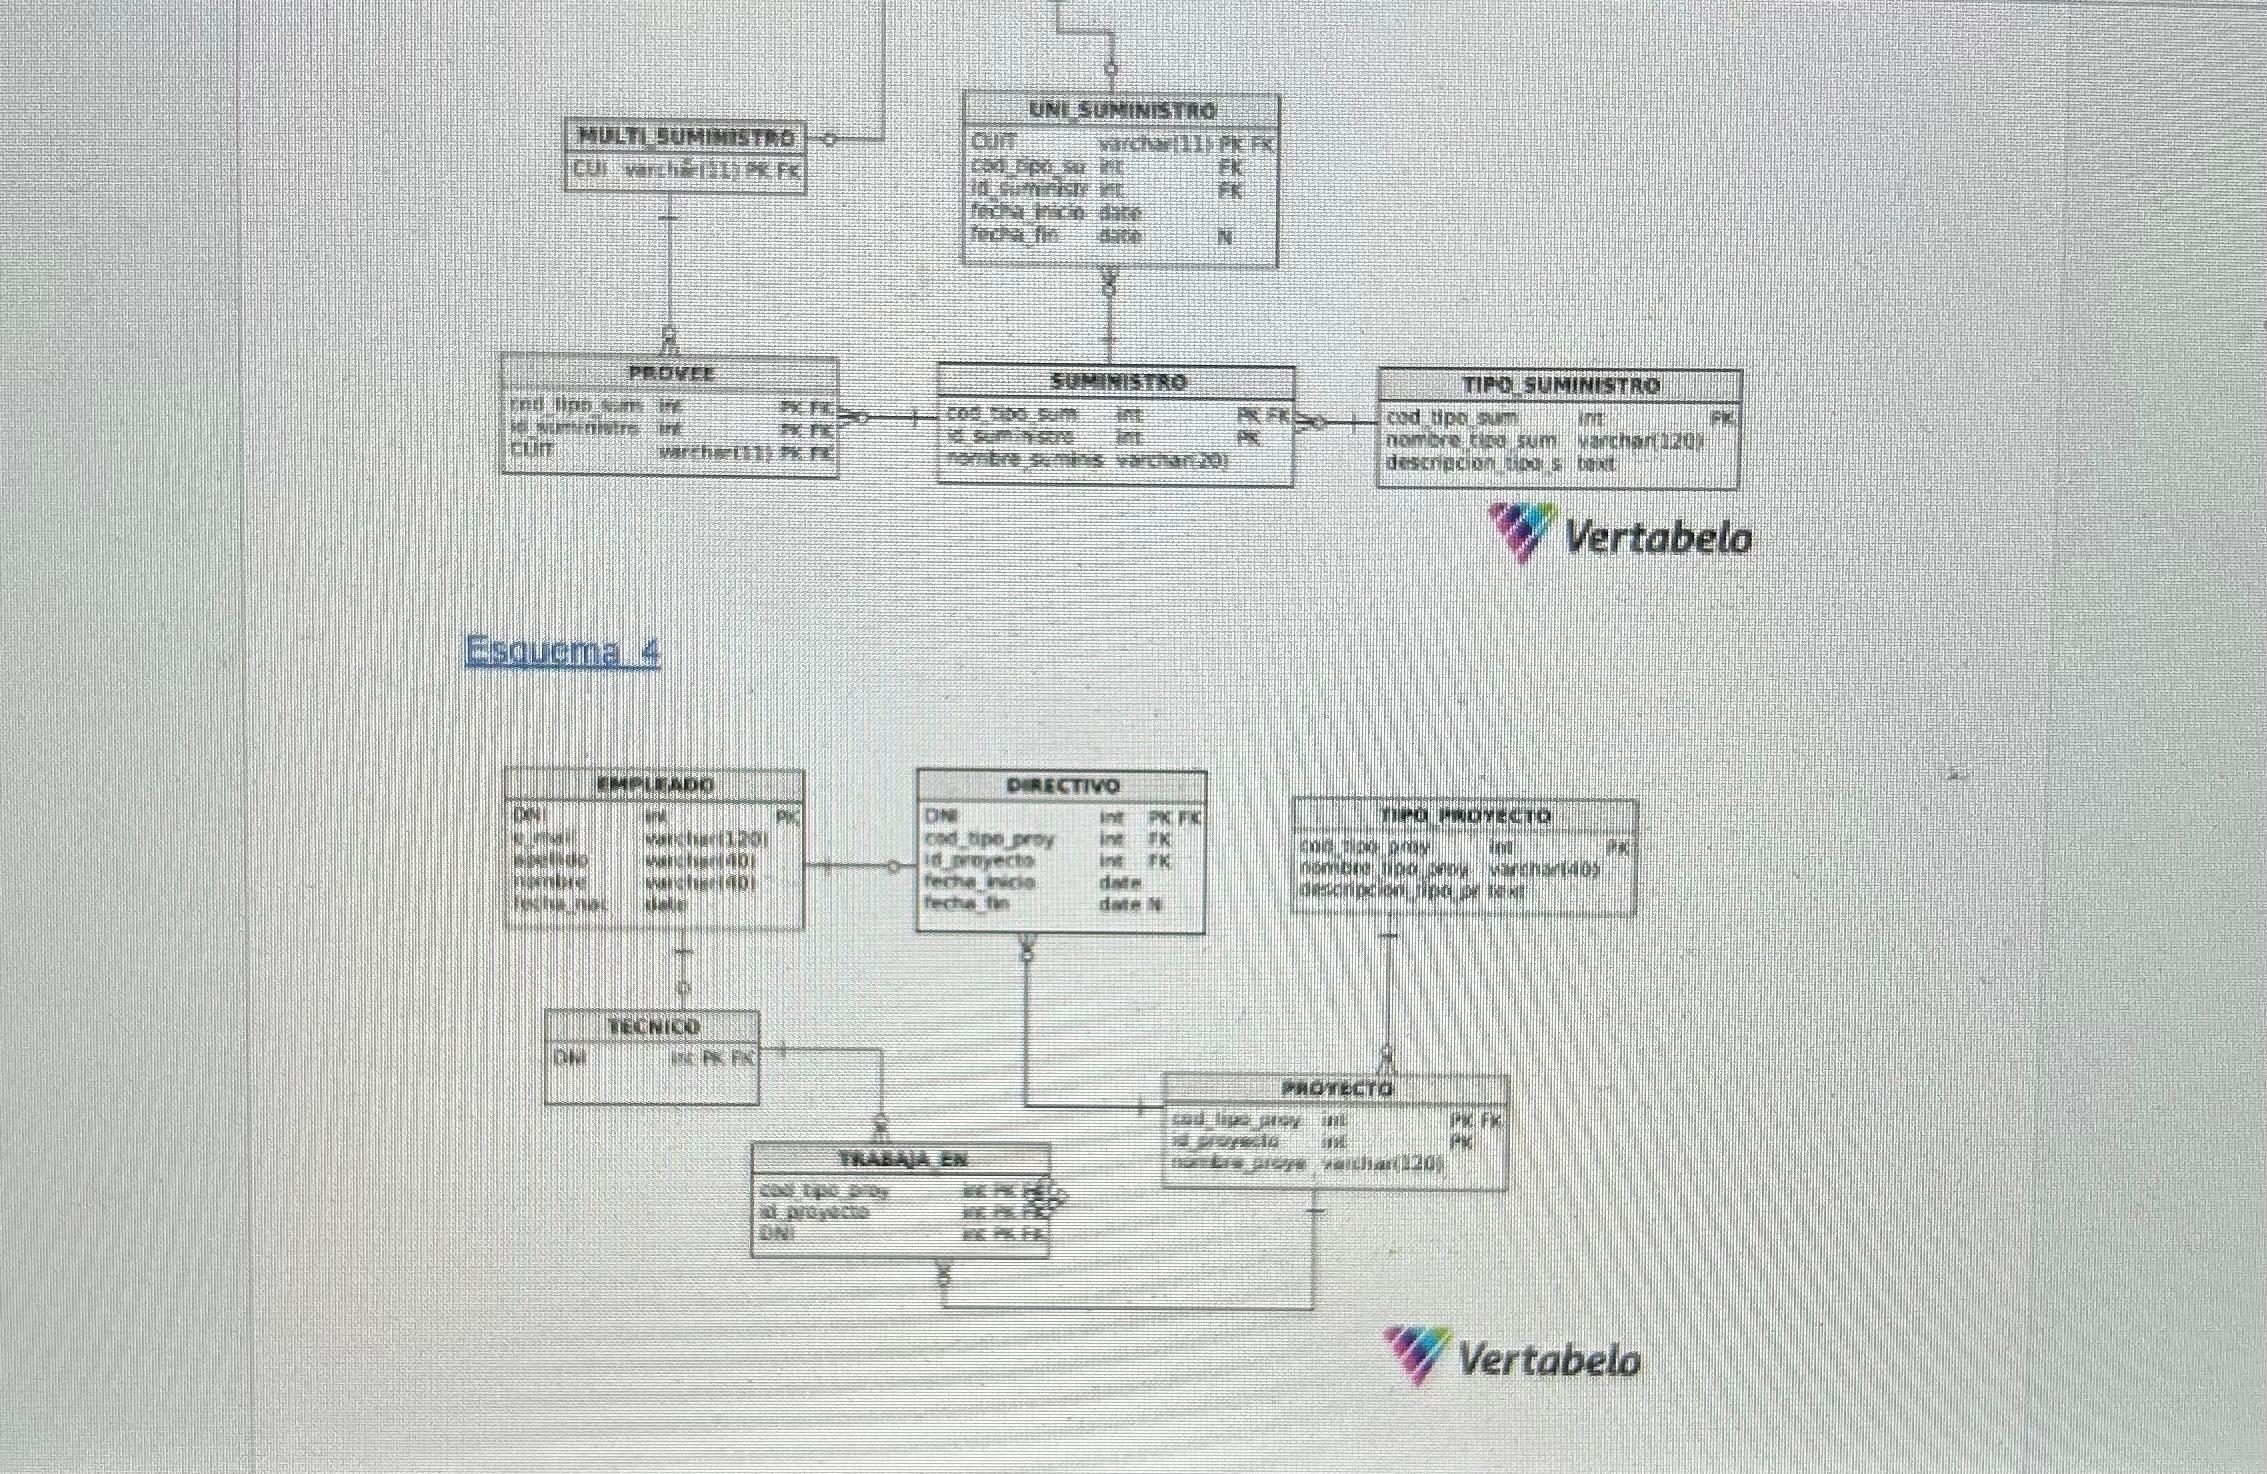 UNI_SUMINISTRO
CUIT varchar(11) PK FK
cod_tipo_su int FK
id_suministr int FK
fecha_inicio date
fecha_fin date N
MULTI_SUMINISTRO
CUI varchar(11) PK FK
PROVEE
cod_tipo_sum int PK FK
id_suministro int PK FK
CUIT varchar(11) PK FK
SUMINISTRO
cod_tipo_sum int PK FK
id_suministro int PK
nombre_suminis varchar(20)
TIPO_SUMINISTRO
cod_tipo_sum int PK
nombre_tipo_sum varchar(120)
descripcion_tipo_s text
Vertabelo
Esquema_4
EMPLEADO
DNI int PK
e_mail varchar(120)
apellido varchar(40)
nombre varchar(40)
fecha_nac date
DIRECTIVO
DNI int PK FK
cod_tipo_proy int FK
id_proyecto int FK
fecha_inicio date
fecha_fin date N
TIPO_PROYECTO
cod_tipo_proy int PK
nombre_tipo_proy varchar(40)
descripcion_tipo_pr text
TECNICO
DNI int PK FK
PROYECTO
cod_tipo_proy int PK FK
id_proyecto int PK
nombre_proye varchar(120)
TRABAJA_EN
cod_tipo_proy int PK FK
id_proyecto int PK FK
DNI int PK FK
Vertabelo